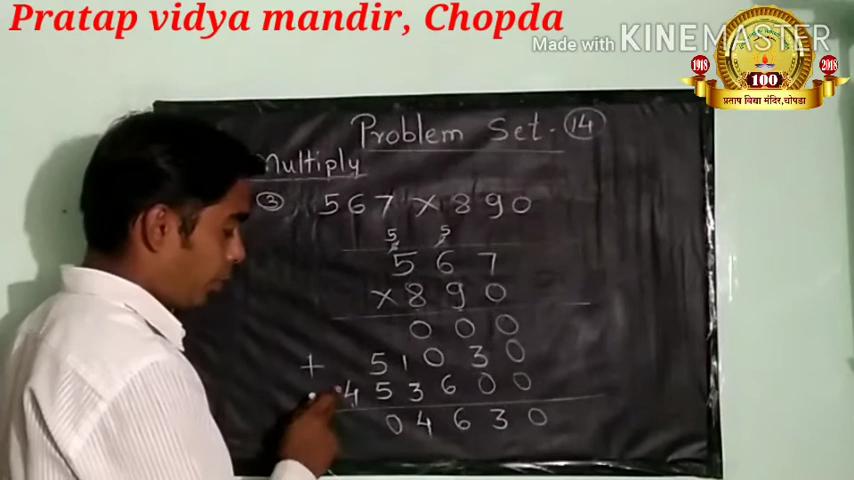 Pratap vidya mandir, Chopda
Made with KINEMASTER
1918 100 2018
प्रताप विद्या मंदिर, चोपडा
Problem Set - 14
Multiply
③ 567 × 890
5 5
5 6 7
× 8 9 0
0 0 0
+ 5 1 0 3 0
4 5 3 6 0 0
0 4 6 3 0